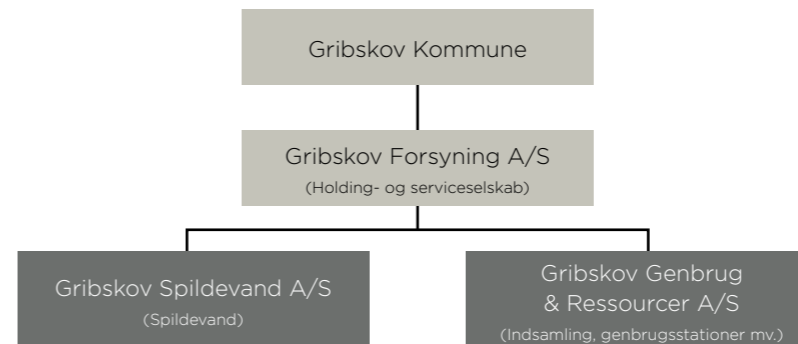 Gribskov Kommune
Gribskov Forsyning A/S
(Holding- og serviceselskab)
Gribskov Spildevand A/S
(Spildevand)
Gribskov Genbrug
& Ressourcer A/S
(Indsamling, genbrugsstationer mv.)